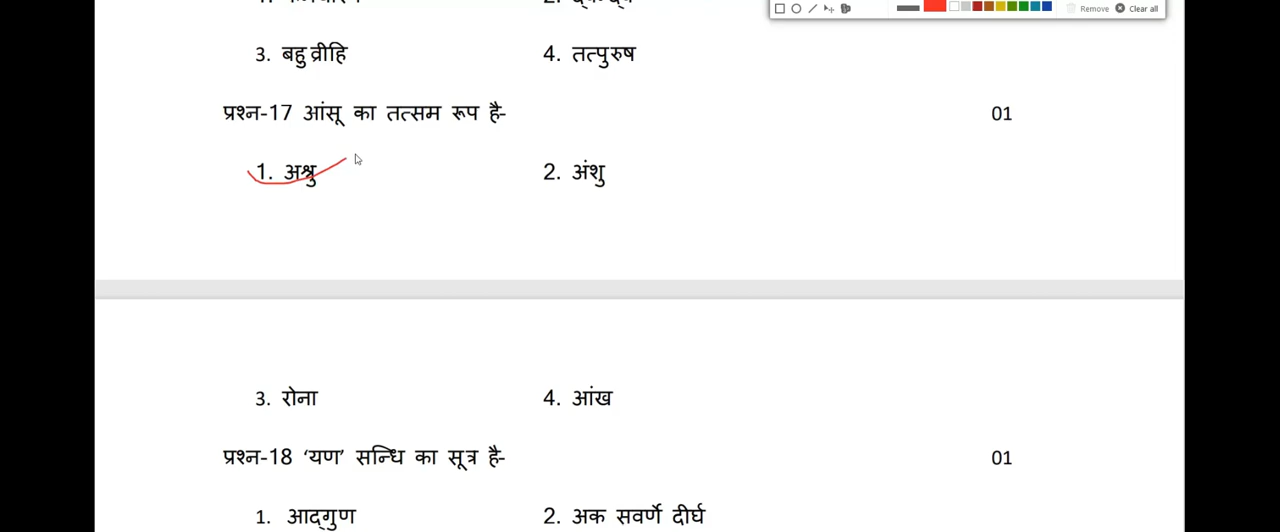 Remove Clear all
3. बहुव्रीहि 4. तत्पुरुष
प्रश्न-17 आंसू का तत्सम रूप है- 01
1. अश्रु 2. अंशु
3. रोना 4. आंख
प्रश्न-18 ‘यण’ सन्धि का सूत्र है- 01
1. आद्गुण 2. अक सवर्णे दीर्घ